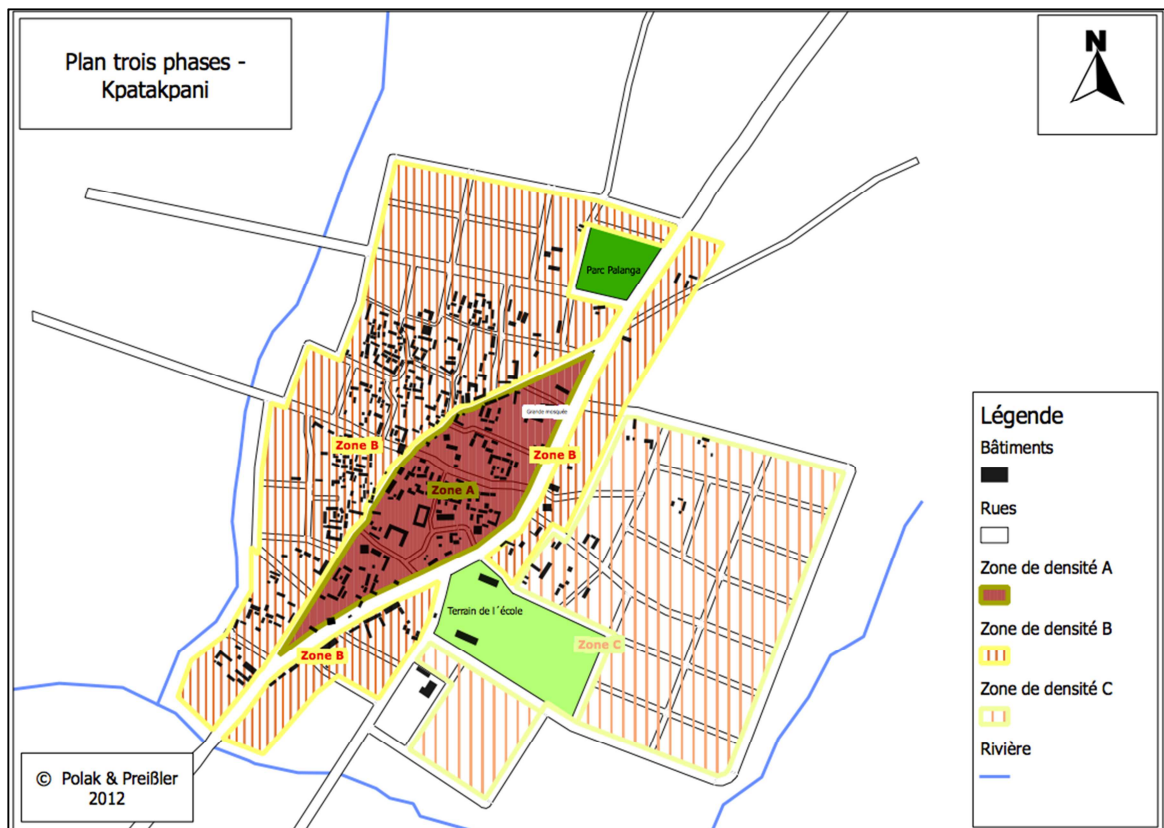 Plan trois phases -
Kpatakpani
N
Parc Palanga
Grande mosquée
Zone B
Zone B
Zone A
Terrain de l´école
Zone C
Zone B
Légende
Bâtiments
Rues
Zone de densité A
Zone de densité B
Zone de densité C
Rivière
© Polak & Preißler
2012